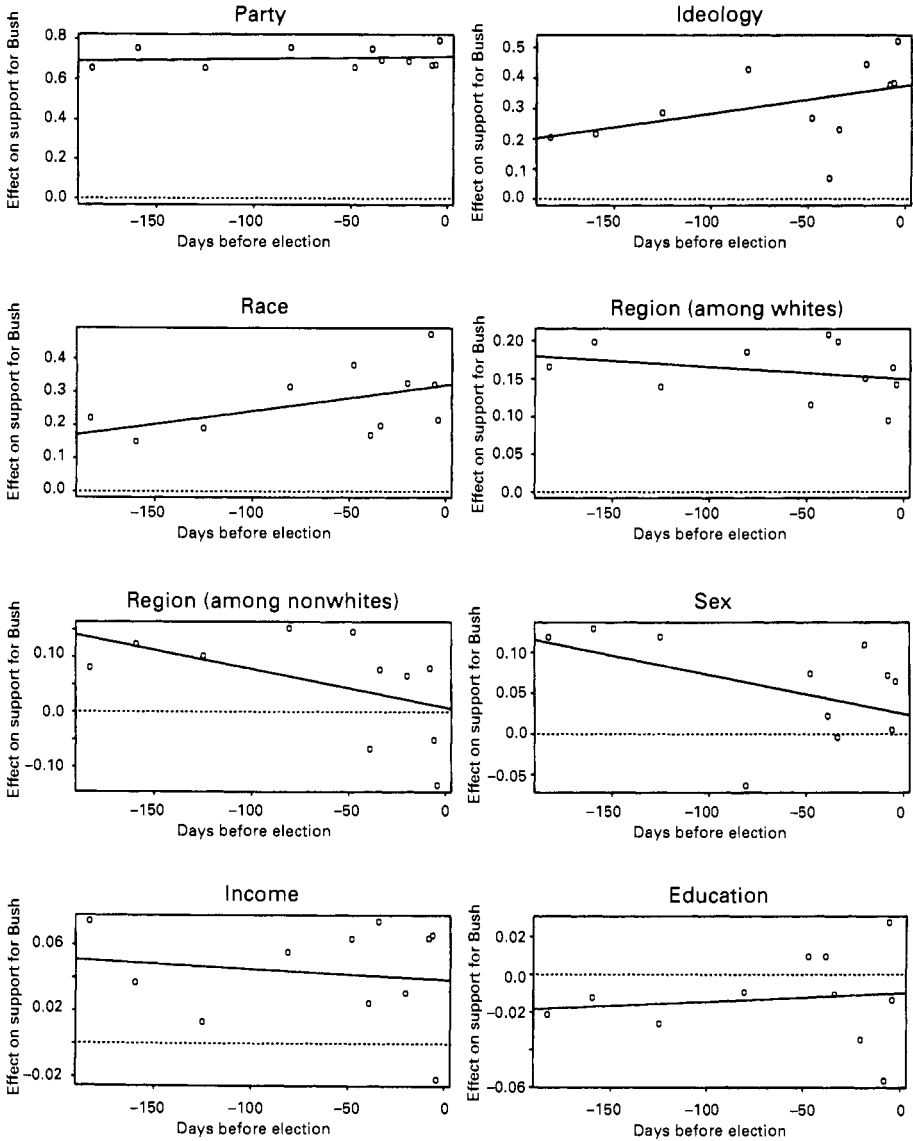 Party
Effect on support for Bush
0.8
0.6
0.4
0.2
0.0
−150 −100 −50 0
Days before election
Ideology
Effect on support for Bush
0.5
0.4
0.3
0.2
0.1
0.0
−150 −100 −50 0
Days before election
Race
Effect on support for Bush
0.4
0.3
0.2
0.1
0.0
−150 −100 −50 0
Days before election
Region (among whites)
Effect on support for Bush
0.20
0.15
0.10
0.05
0.0
−150 −100 −50 0
Days before election
Region (among nonwhites)
Effect on support for Bush
0.10
0.0
−0.10
−150 −100 −50 0
Days before election
Sex
Effect on support for Bush
0.10
0.05
0.0
−0.05
−150 −100 −50 0
Days before election
Income
Effect on support for Bush
0.06
0.02
−0.02
−150 −100 −50 0
Days before election
Education
Effect on support for Bush
0.02
0.0
−0.02
−0.06
−150 −100 −50 0
Days before election